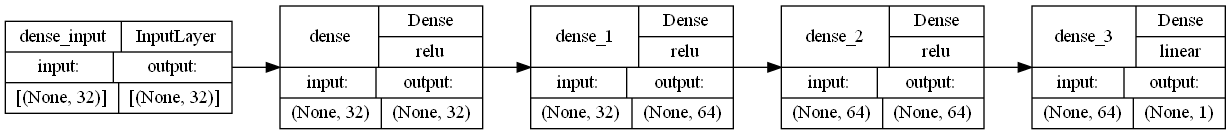 dense_input InputLayer
input: output:
[(None, 32)] [(None, 32)]
dense Dense
relu
input: output:
(None, 32) (None, 32)
dense_1 Dense
relu
input: output:
(None, 32) (None, 64)
dense_2 Dense
relu
input: output:
(None, 64) (None, 64)
dense_3 Dense
linear
input: output:
(None, 64) (None, 1)